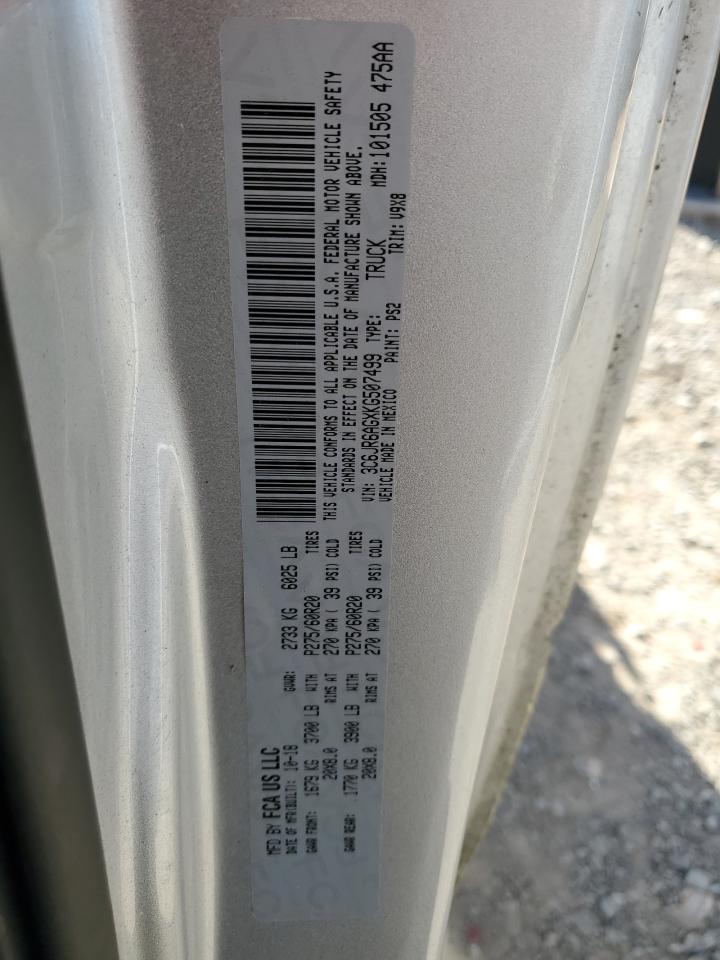 MFD BY FCA US LLC
DATE OF MFR(BUILT): 10-18 GVWR: 2733 KG 6025 LB
GAWR FRONT: 1679 KG 3700 LB WITH P275/60R20 TIRES
20X8.0 RIMS AT 270 KPA ( 39 PSI) COLD
GAWR REAR: 1770 KG 3900 LB WITH P275/60R20 TIRES
20X8.0 RIMS AT 270 KPA ( 39 PSI) COLD
THIS VEHICLE CONFORMS TO ALL APPLICABLE U.S.A. FEDERAL MOTOR VEHICLE SAFETY
STANDARDS IN EFFECT ON THE DATE OF MANUFACTURE SHOWN ABOVE.
VIN: 3C6JR6AGXKG507499 TYPE: TRUCK MDH: 101505 475AA
VEHICLE MADE IN MEXICO PAINT: PS2 TRIM: V9X8